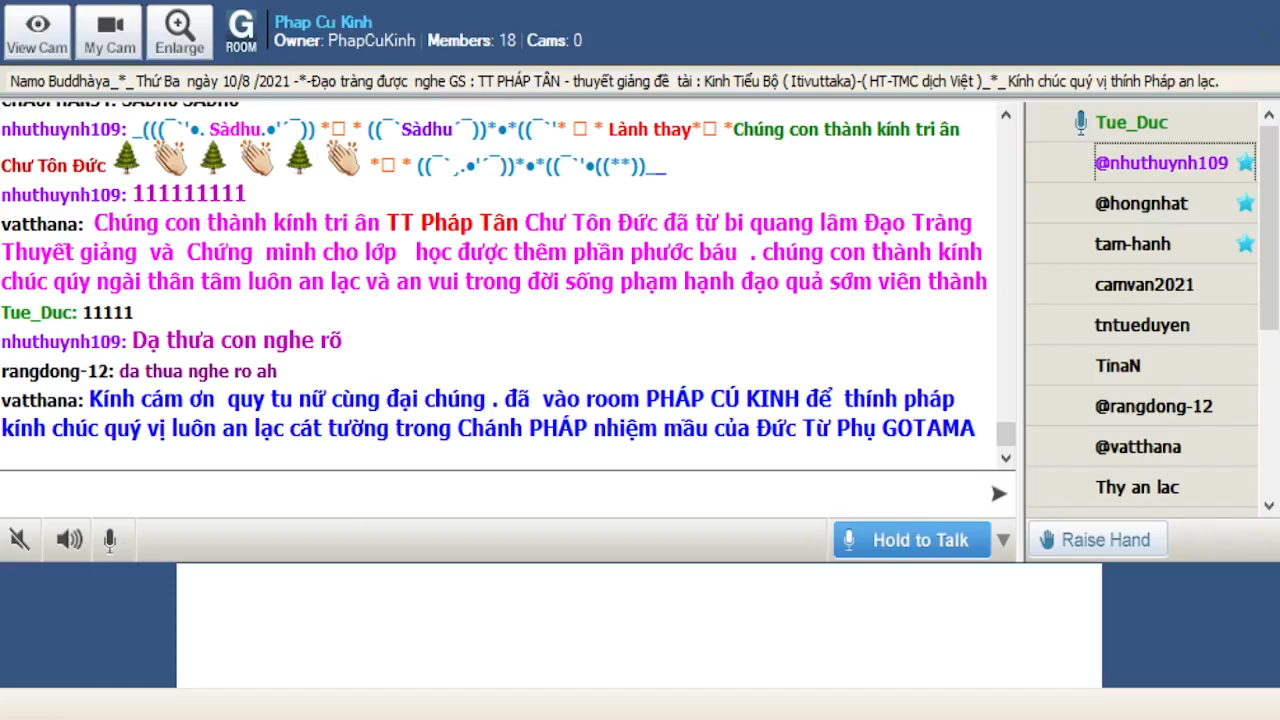 View Cam
My Cam
Enlarge
G
ROOM
Phap Cu Kinh
Owner: PhapCuKinh Members: 18 Cams: 0
Namo Buddhàya_*_ Thứ Ba ngày 10/8 /2021 -*-Đạo tràng được nghe GS : TT PHÁP TÂN - thuyết giảng đề tài : Kinh Tiểu Bộ ( Itivuttaka)-( HT-TMC dịch Việt )_*_Kính chúc quý vị thính Pháp an lạc.
nhuthuynh109: _(((¯`'•. Sàdhu.•'´¯)) *□ * ((¯`Sàdhu´¯))*•*((¯`'* □ * Lành thay*□ *Chúng con thành kính tri ân
Chư Tôn Đức *□ * ((¯`¸.•'´¯))*•*((¯`'•((**))__
nhuthuynh109: 1111111111
vatthana: Chúng con thành kính tri ân TT Pháp Tân Chư Tôn Đức đã từ bi quang lâm Đạo Tràng
Thuyết giảng và Chứng minh cho lớp học được thêm phần phước báu . chúng con thành kính
chúc qúy ngài thân tâm luôn an lạc và an vui trong đời sống phạm hạnh đạo quả sớm viên thành
Tue_Duc: 11111
nhuthuynh109: Dạ thưa con nghe rõ
rangdong-12: da thua nghe ro ah
vatthana: Kính cám ơn quy tu nữ cùng đại chúng . đã vào room PHÁP CÚ KINH để thính pháp
kính chúc quý vị luôn an lạc cát tường trong Chánh PHÁP nhiệm mầu của Đức Từ Phụ GOTAMA
Hold to Talk
Tue_Duc
@nhuthuynh109
@hongnhat
tam-hanh
camvan2021
tntueduyen
TinaN
@rangdong-12
@vatthana
Thy an lac
Raise Hand